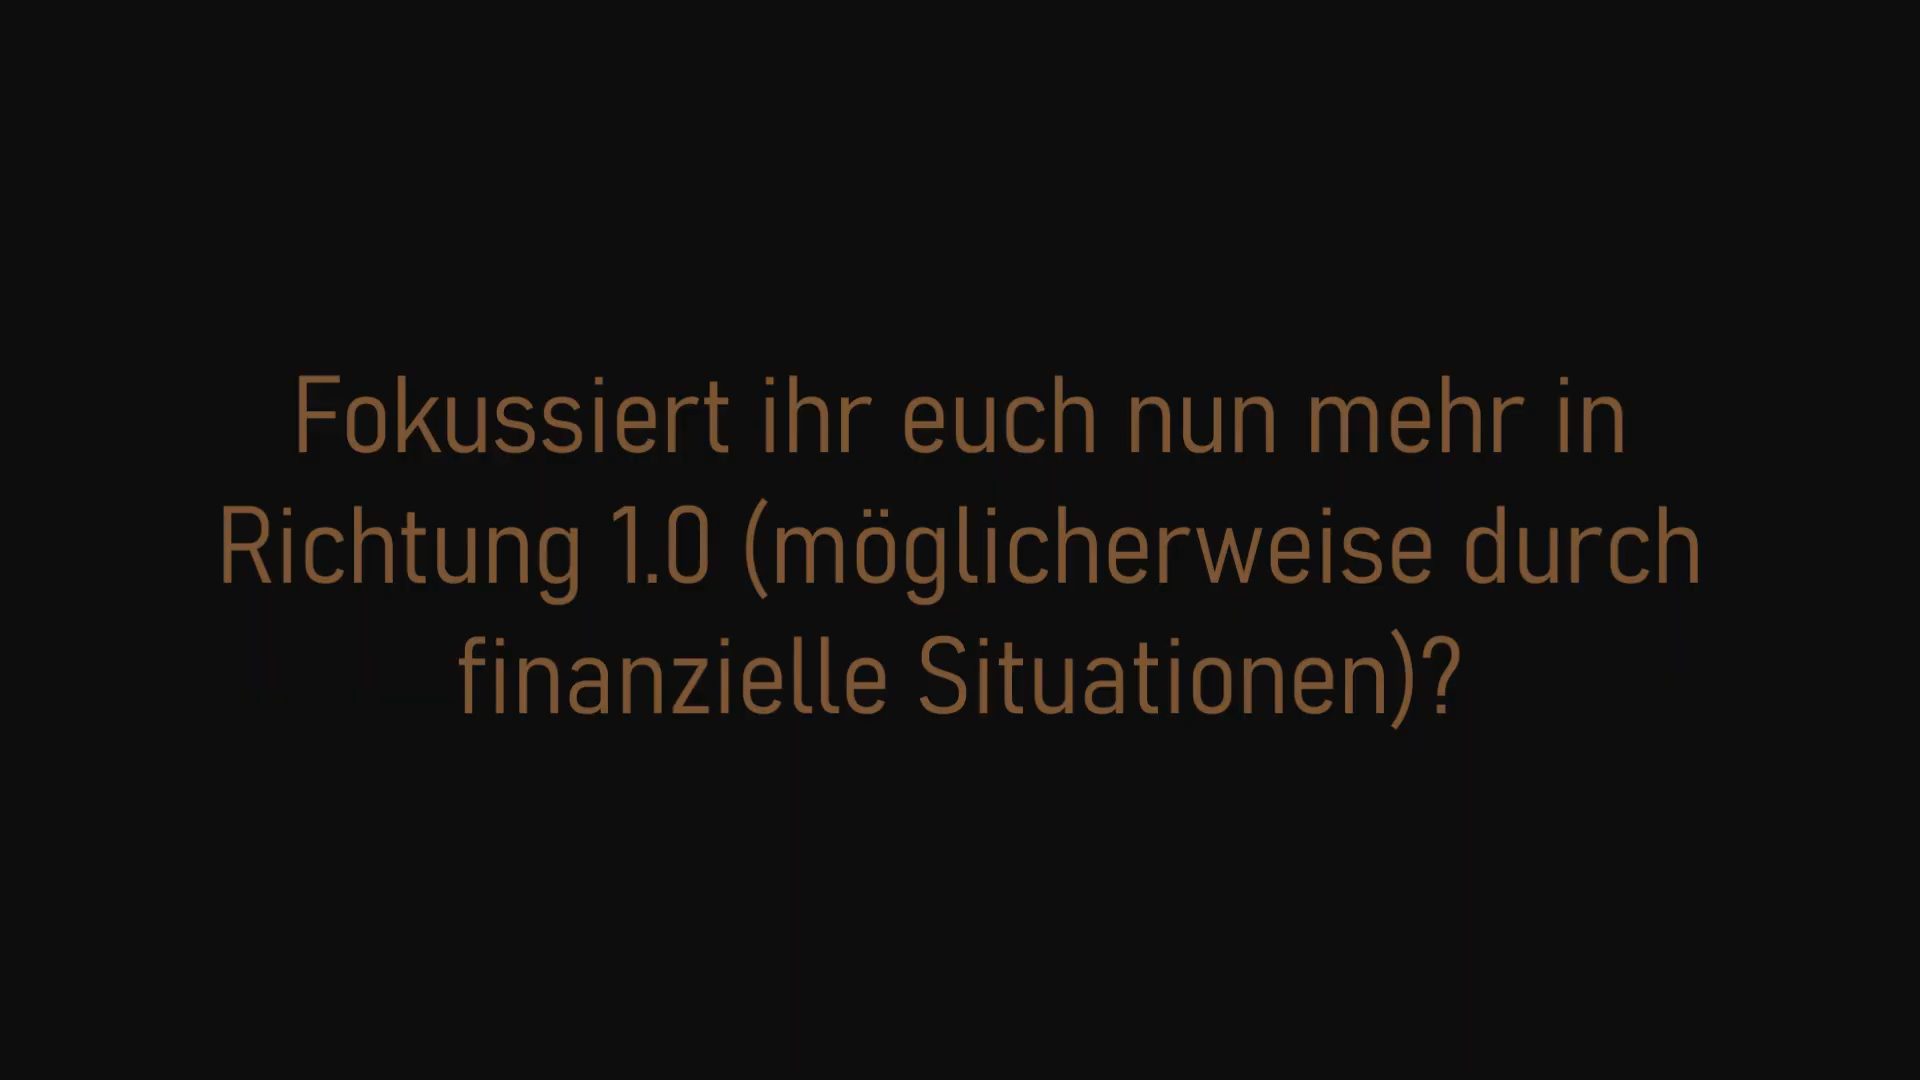 Fokussiert ihr euch nun mehr in
Richtung 1.0 (möglicherweise durch
finanzielle Situationen)?